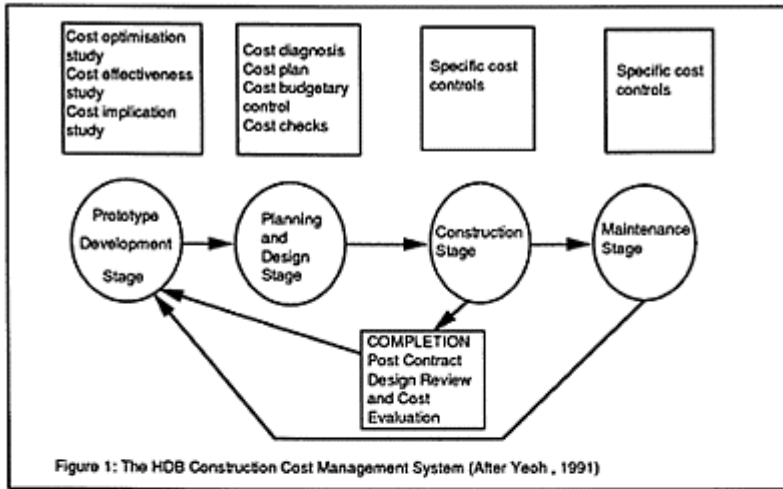 Cost optimisation
study
Cost effectiveness
study
Cost implication
study
Cost diagnosis
Cost plan
Cost budgetary
control
Cost checks
Specific cost
controls
Specific cost
controls
Prototype
Development
Stage
Planning
and
Design
Stage
Construction
Stage
Maintenance
Stage
COMPLETION
Post Contract
Design Review
and Cost
Evaluation
Figure 1: The HDB Construction Cost Management System (After Yeoh , 1991)